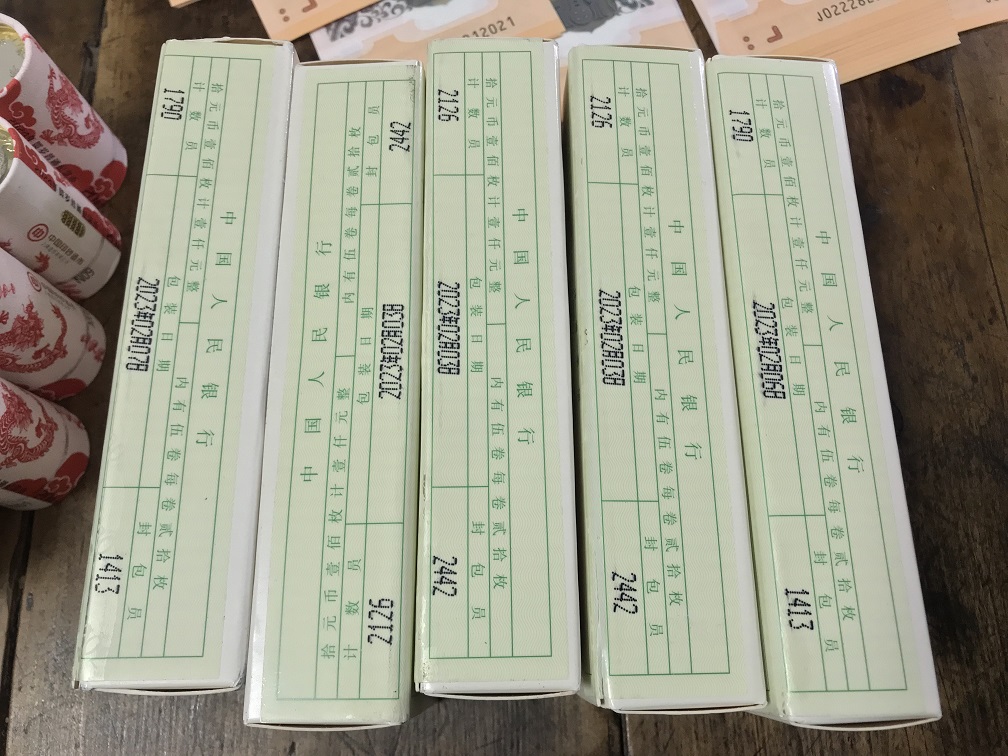 中国人民银行
拾元币壹佰枚计壹仟元整 内有伍卷每卷贰拾枚
计数员 包装日期 封包员
1790 2023年02月07日 1413
中国人民银行
拾元币壹佰枚计壹仟元整 内有伍卷每卷贰拾枚
计数员 包装日期 封包员
2126 2023年02月03日 2442
中国人民银行
拾元币壹佰枚计壹仟元整 内有伍卷每卷贰拾枚
计数员 包装日期 封包员
2126 2023年02月03日 2442
中国人民银行
拾元币壹佰枚计壹仟元整 内有伍卷每卷贰拾枚
计数员 包装日期 封包员
2126 2023年02月03日 2442
中国人民银行
拾元币壹佰枚计壹仟元整 内有伍卷每卷贰拾枚
计数员 包装日期 封包员
1790 2023年02月06日 1413
12021
J02228